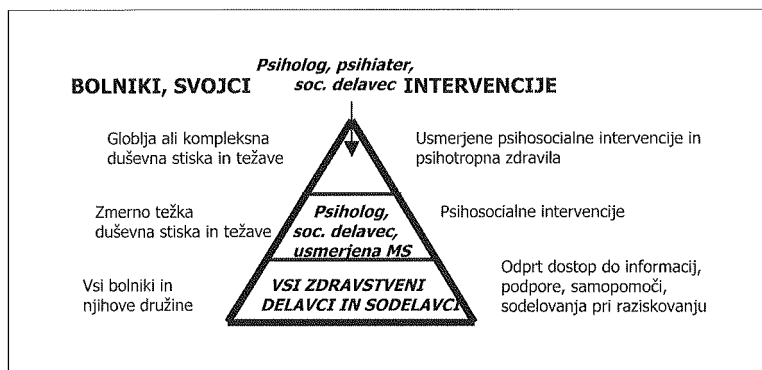 Psiholog, psihiater,
BOLNIKI, SVOJCI soc. delavec INTERVENCIJE
Globlja ali kompleksna
duševna stiska in težave
Usmerjene psihosocialne intervencije in
psihotropna zdravila
Zmerno težka
duševna stiska in težave
Psiholog,
soc. delavec,
usmerjena MS
Psihosocialne intervencije
Vsi bolniki in
njihove družine
VSI ZDRAVSTVENI
DELAVCI IN SODELAVCI
Odprt dostop do informacij,
podpore, samopomoči,
sodelovanja pri raziskovanju